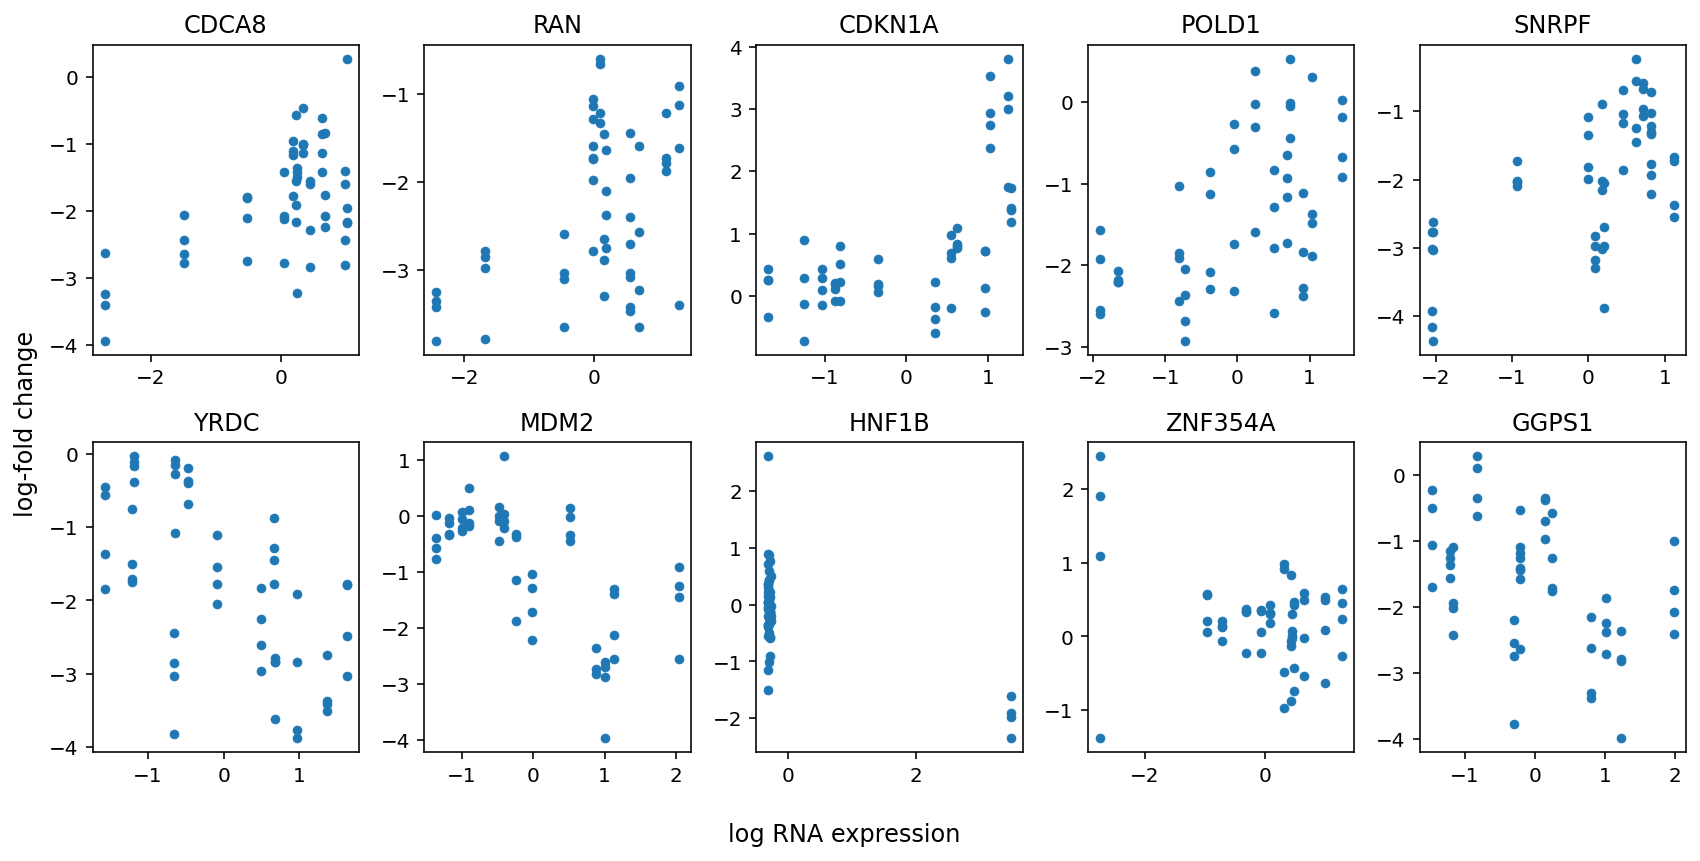 CDCA8 RAN CDKN1A POLD1 SNRPF
0 −1 −2 −3 −4
−2 0
−1 −2 −3
−2 0
4 3 2 1 0
−1 0 1
0 −1 −2 −3
−2 −1 0 1
−1 −2 −3 −4
−2 −1 0 1
log-fold change
YRDC MDM2 HNF1B ZNF354A GGPS1
0 −1 −2 −3 −4
−1 0 1
1 0 −1 −2 −3 −4
−1 0 1 2
2 1 0 −1 −2
0 2
2 1 0 −1
−2 0
0 −1 −2 −3 −4
−1 0 1 2
log RNA expression